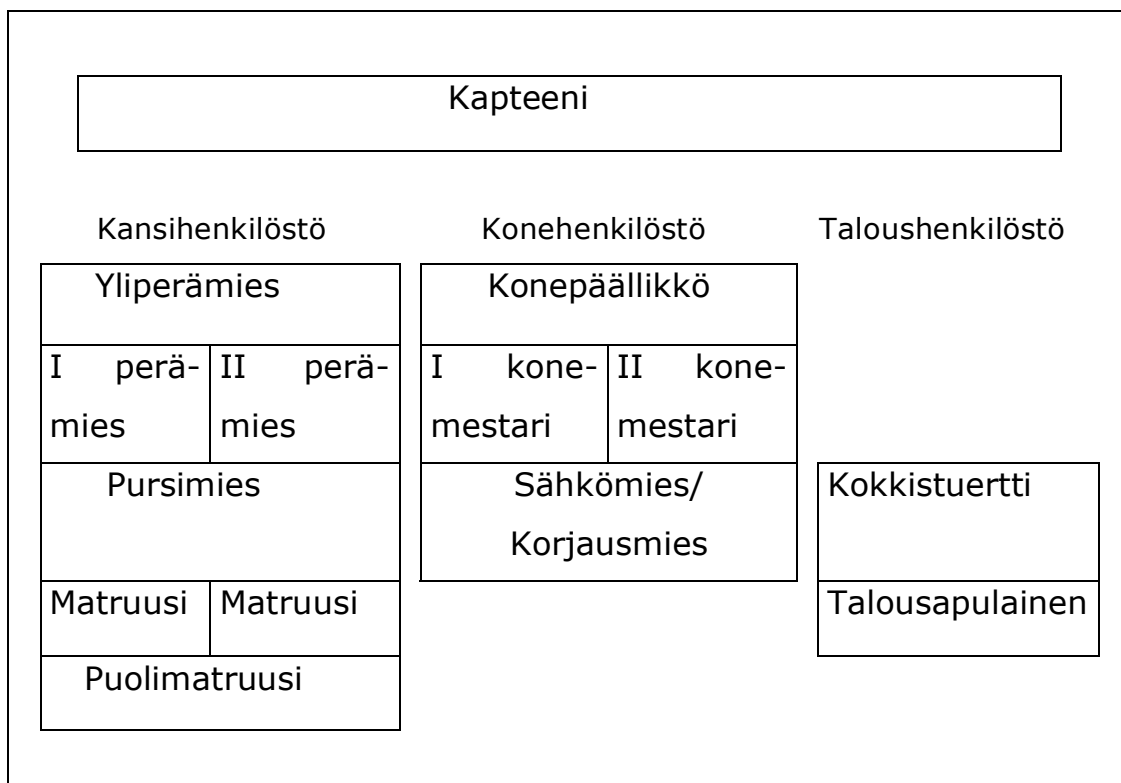 Kapteeni
Kansihenkilöstö Konehenkilöstö Taloushenkilöstö
Yliperämies Konepäällikkö
I perä- II perä- I kone- II kone-
mies mies mestari mestari
Pursimies Sähkömies/ Kokkistuertti
Korjausmies
Matruusi Matruusi Talousapulainen
Puolimatruusi